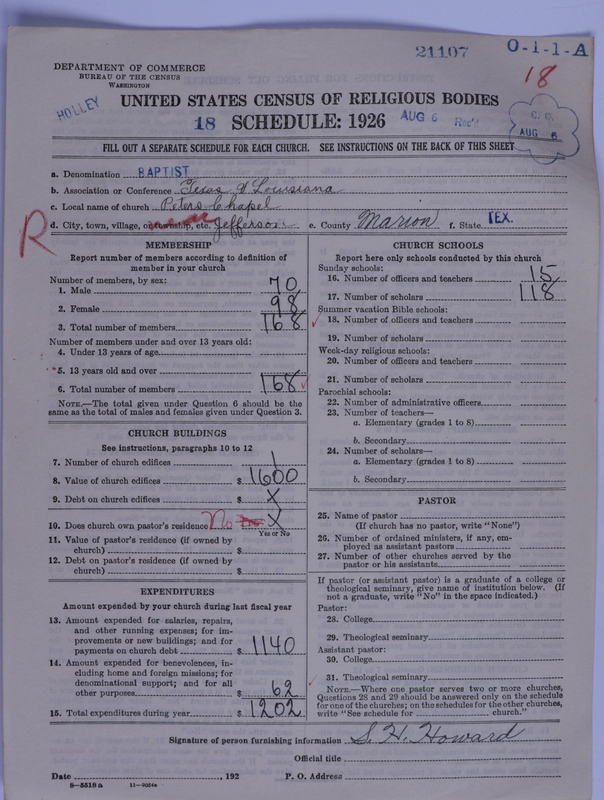 21107
O-1-1-A
18
DEPARTMENT OF COMMERCE
BUREAU OF THE CENSUS
WASHINGTON
HOLLEY
UNITED STATES CENSUS OF RELIGIOUS BODIES
18 SCHEDULE: 1926 AUG 6 Rec'd
C. C.
AUG 6
FILL OUT A SEPARATE SCHEDULE FOR EACH CHURCH. SEE INSTRUCTIONS ON THE BACK OF THIS SHEET
a. Denomination BAPTIST
b. Association or Conference Texas & Louisiana
c. Local name of church Peters Chapel
d. City, town, village, or township, etc. Jefferson e. County Marion f. State TEX.
R
MEMBERSHIP
Report number of members according to definition of
member in your church
Number of members, by sex:
1. Male 70
2. Female 98
3. Total number of members 168
Number of members under and over 13 years old:
4. Under 13 years of age
5. 13 years old and over
6. Total number of members 168
NOTE.—The total given under Question 6 should be the
same as the total of males and females given under Question 3.
CHURCH BUILDINGS
See instructions, paragraphs 10 to 12
7. Number of church edifices 1
8. Value of church edifices $ 1600
9. Debt on church edifices $ X
10. Does church own pastor's residence No X
Yes or No
11. Value of pastor's residence (if owned by
church) $
12. Debt on pastor's residence (if owned by
church) $
EXPENDITURES
Amount expended by your church during last fiscal year
13. Amount expended for salaries, repairs,
and other running expenses; for im-
provements or new buildings; and for
payments on church debt $ 1140
14. Amount expended for benevolences, in-
cluding home and foreign missions; for
denominational support; and for all
other purposes $ 62
15. Total expenditures during year $ 1202
CHURCH SCHOOLS
Report here only schools conducted by this church
Sunday schools:
16. Number of officers and teachers 15
17. Number of scholars 118
Summer vacation Bible schools:
18. Number of officers and teachers
19. Number of scholars
Week-day religious schools:
20. Number of officers and teachers
21. Number of scholars
Parochial schools:
22. Number of administrative officers
23. Number of teachers—
a. Elementary (grades 1 to 8)
b. Secondary
24. Number of scholars—
a. Elementary (grades 1 to 8)
b. Secondary
PASTOR
25. Name of pastor
(If church has no pastor, write "None")
26. Number of ordained ministers, if any, em-
ployed as assistant pastors
27. Number of other churches served by the
pastor or his assistants
If pastor (or assistant pastor) is a graduate of a college or
theological seminary, give name of institution below. (If
not a graduate, write "No" in the space indicated.)
Pastor:
28. College
29. Theological seminary
Assistant pastor:
30. College
31. Theological seminary
NOTE.—Where one pastor serves two or more churches,
Questions 28 and 29 should be answered only on the schedule
for one of the churches; on the schedules for the other churches,
write "See schedule for church."
Signature of person furnishing information S. H. Howard
Official title
Date , 192 P. O. Address
8-5518 a 11-9054a